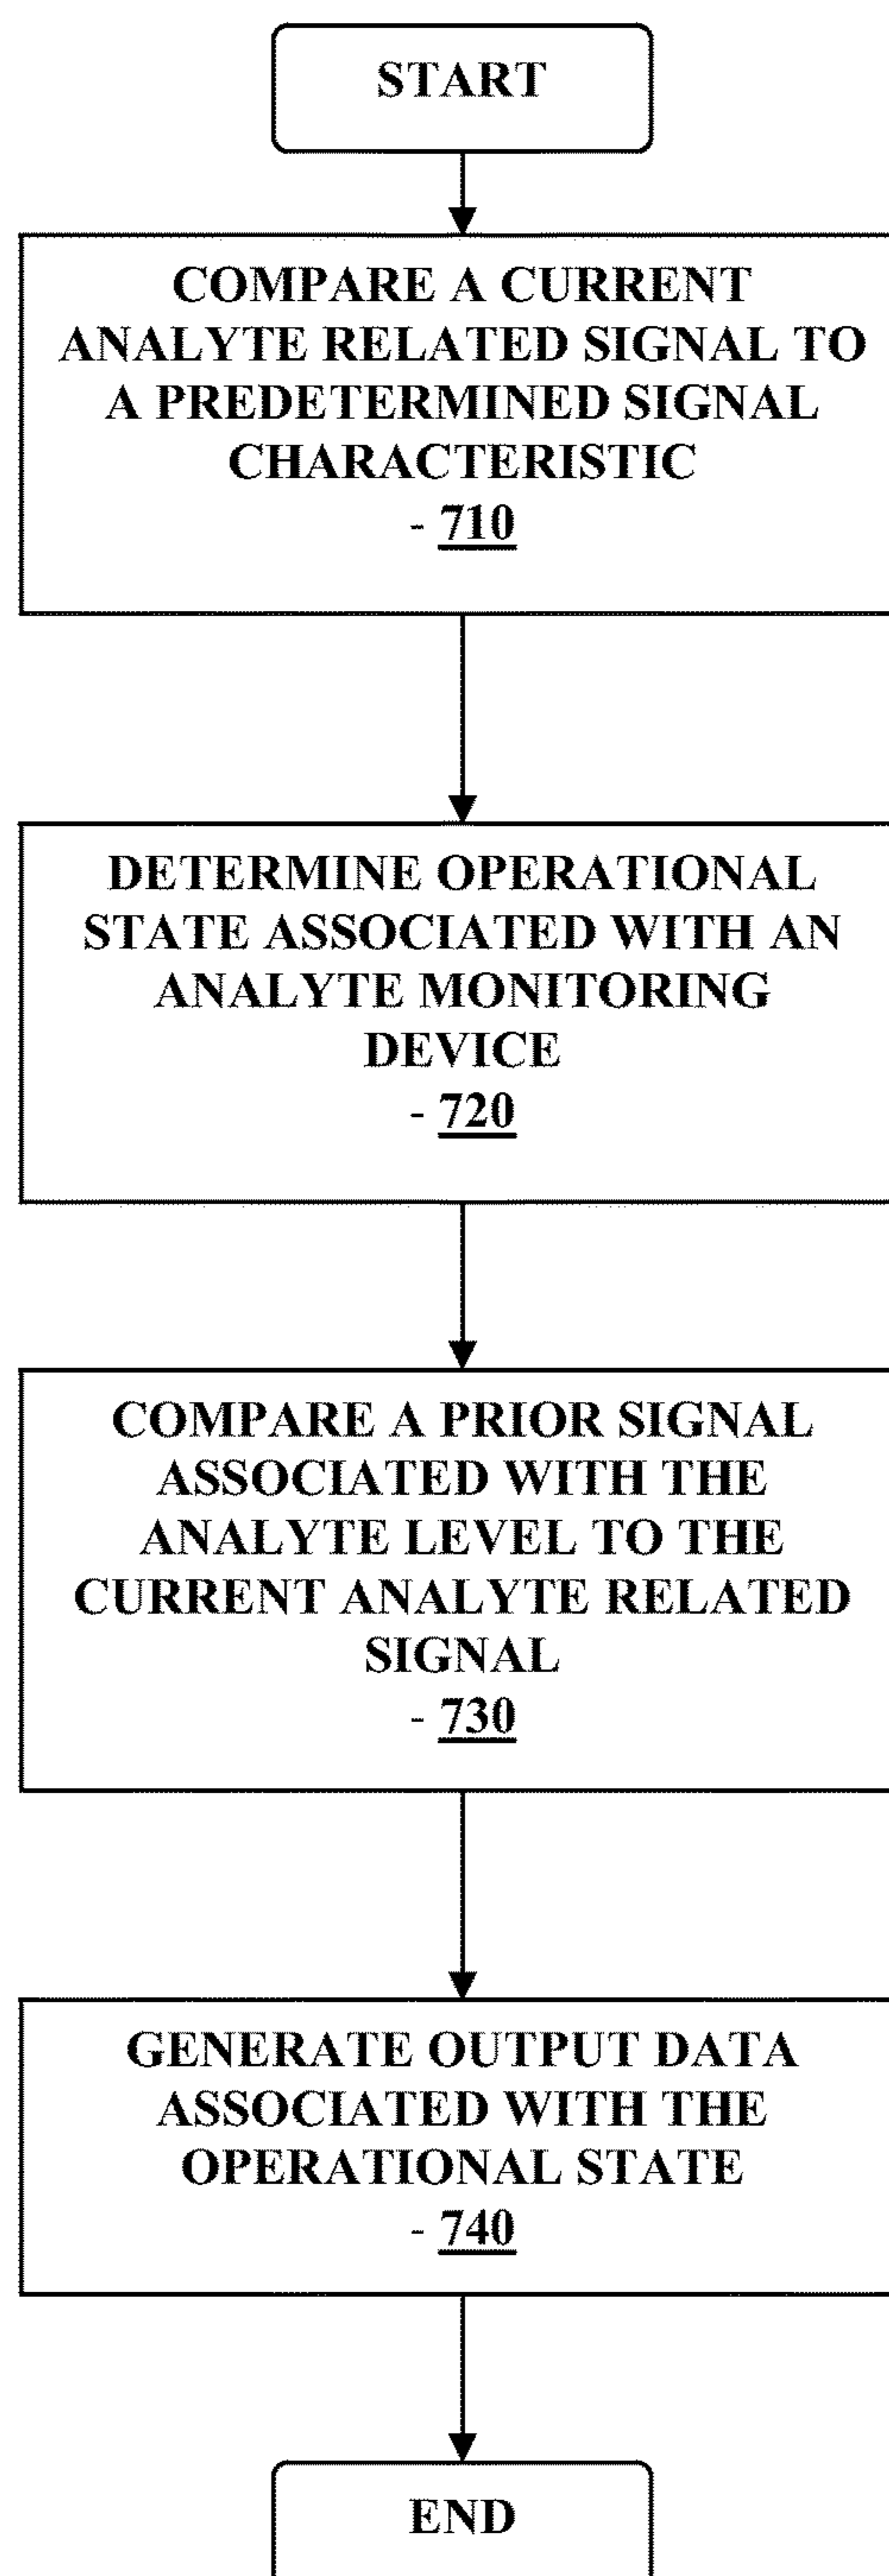 START
COMPARE A CURRENT
ANALYTE RELATED SIGNAL TO
A PREDETERMINED SIGNAL
CHARACTERISTIC
- 710
DETERMINE OPERATIONAL
STATE ASSOCIATED WITH AN
ANALYTE MONITORING
DEVICE
- 720
COMPARE A PRIOR SIGNAL
ASSOCIATED WITH THE
ANALYTE LEVEL TO THE
CURRENT ANALYTE RELATED
SIGNAL
- 730
GENERATE OUTPUT DATA
ASSOCIATED WITH THE
OPERATIONAL STATE
- 740
END